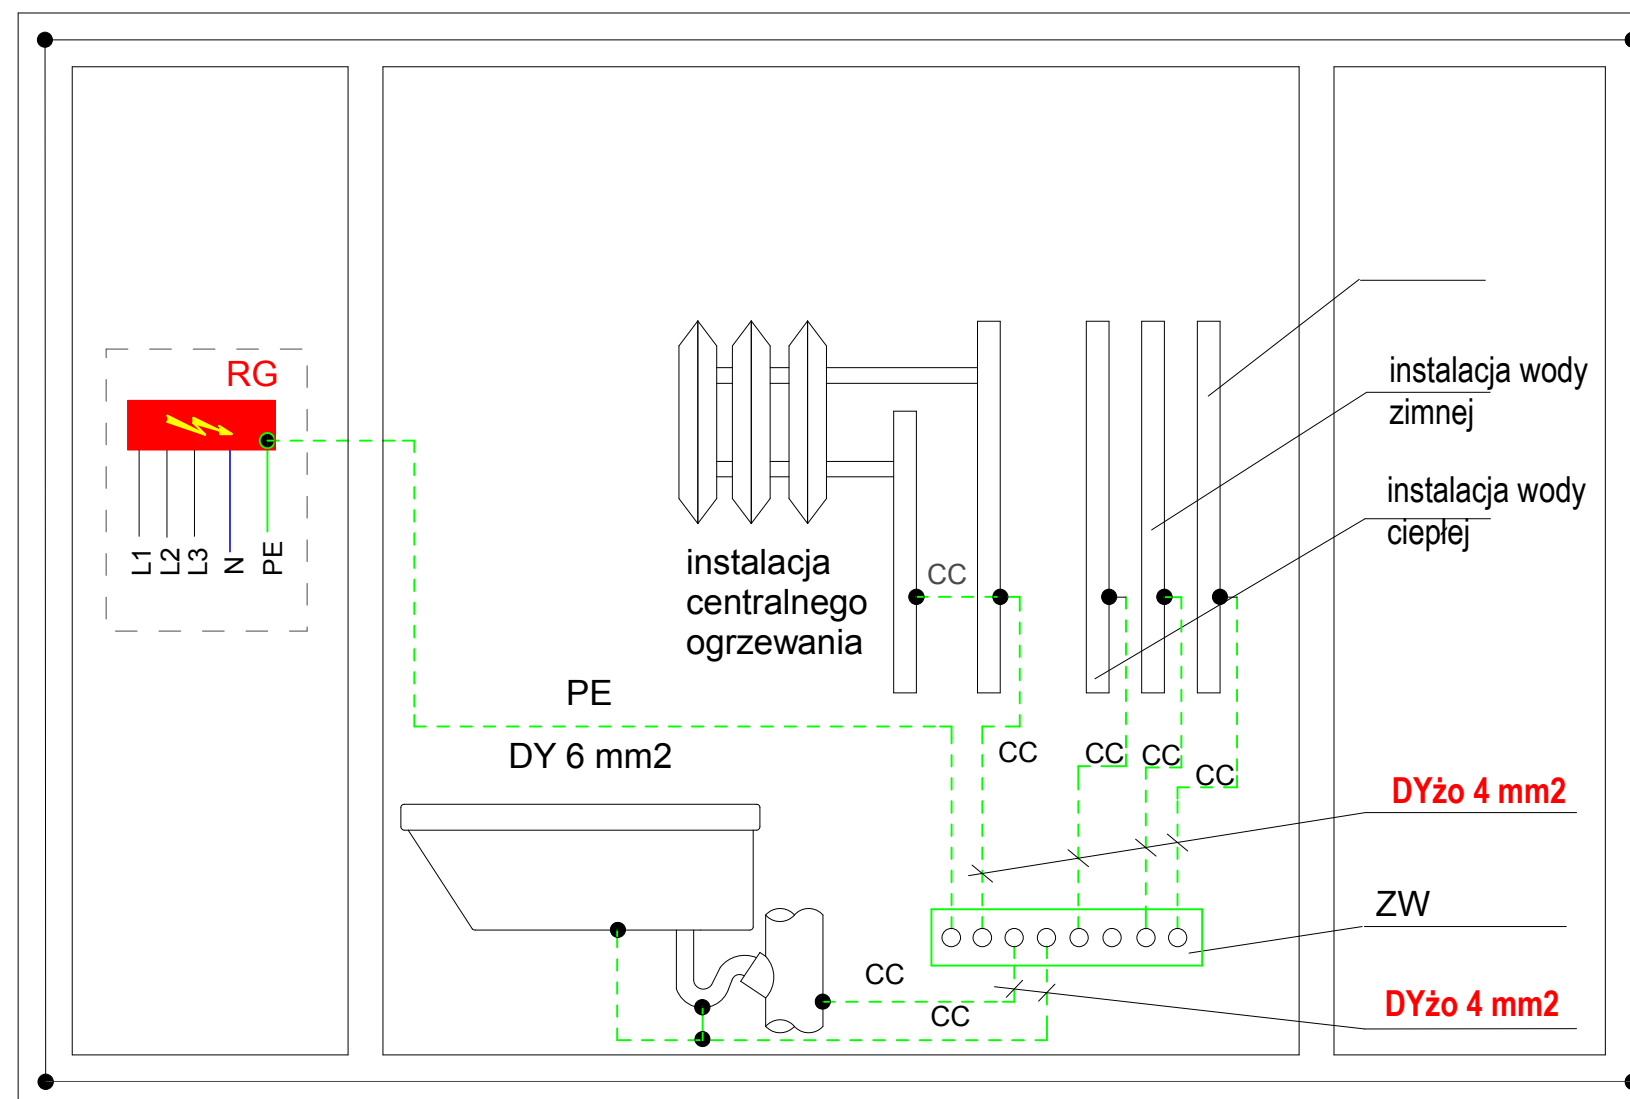 RG
L1
L2
L3
N
PE
instalacja
centralnego
ogrzewania
CC
instalacja wody
zimnej
instalacja wody
ciepłej
PE
DY 6 mm2
CC
CC
CC
CC
DYżo 4 mm2
ZW
CC
CC
DYżo 4 mm2